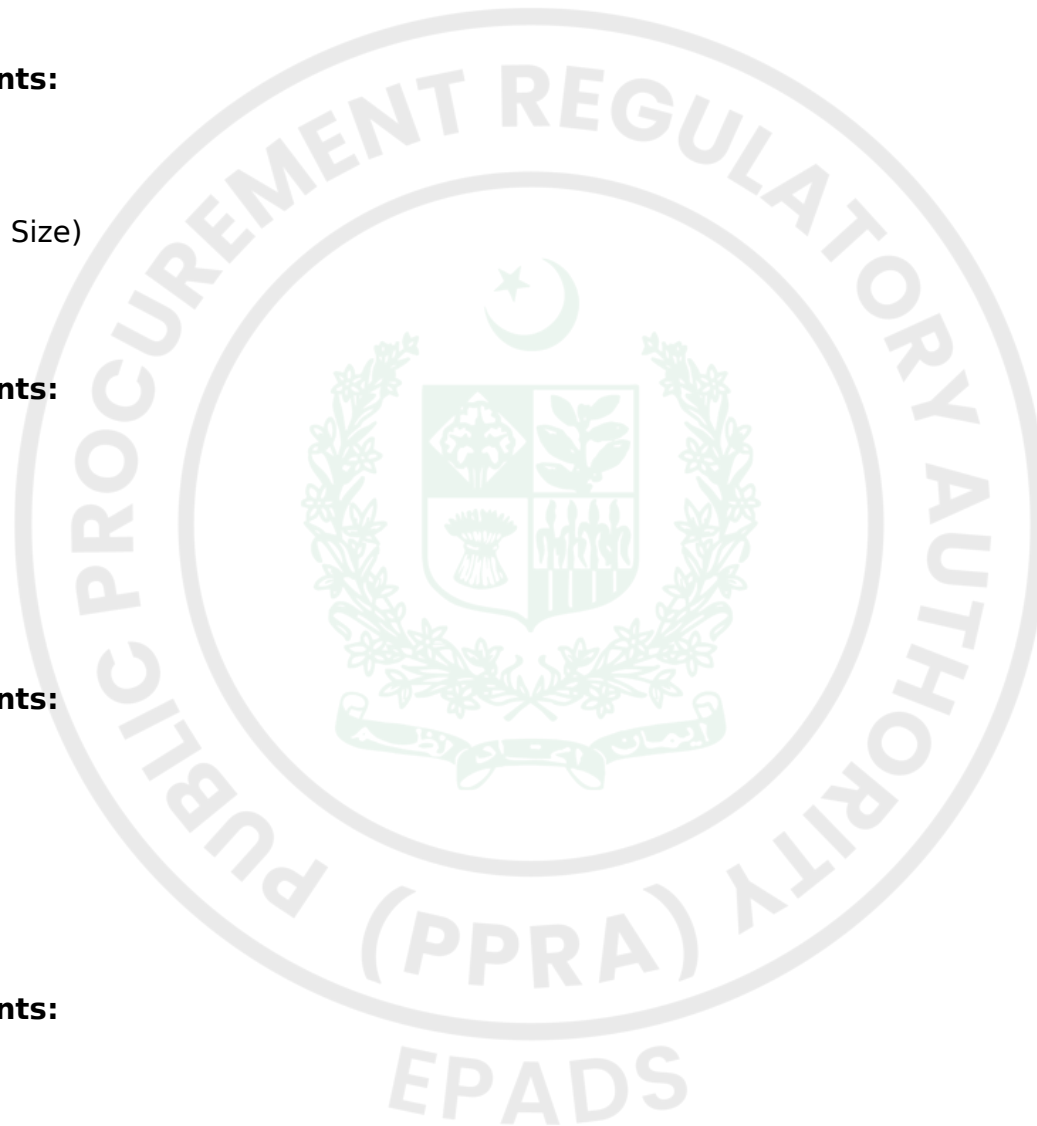 nts:
Size)
nts:
nts:
nts:
PUBLIC PROCUREMENT REGULATORY AUTHORITY
(PPRA)
EPADS